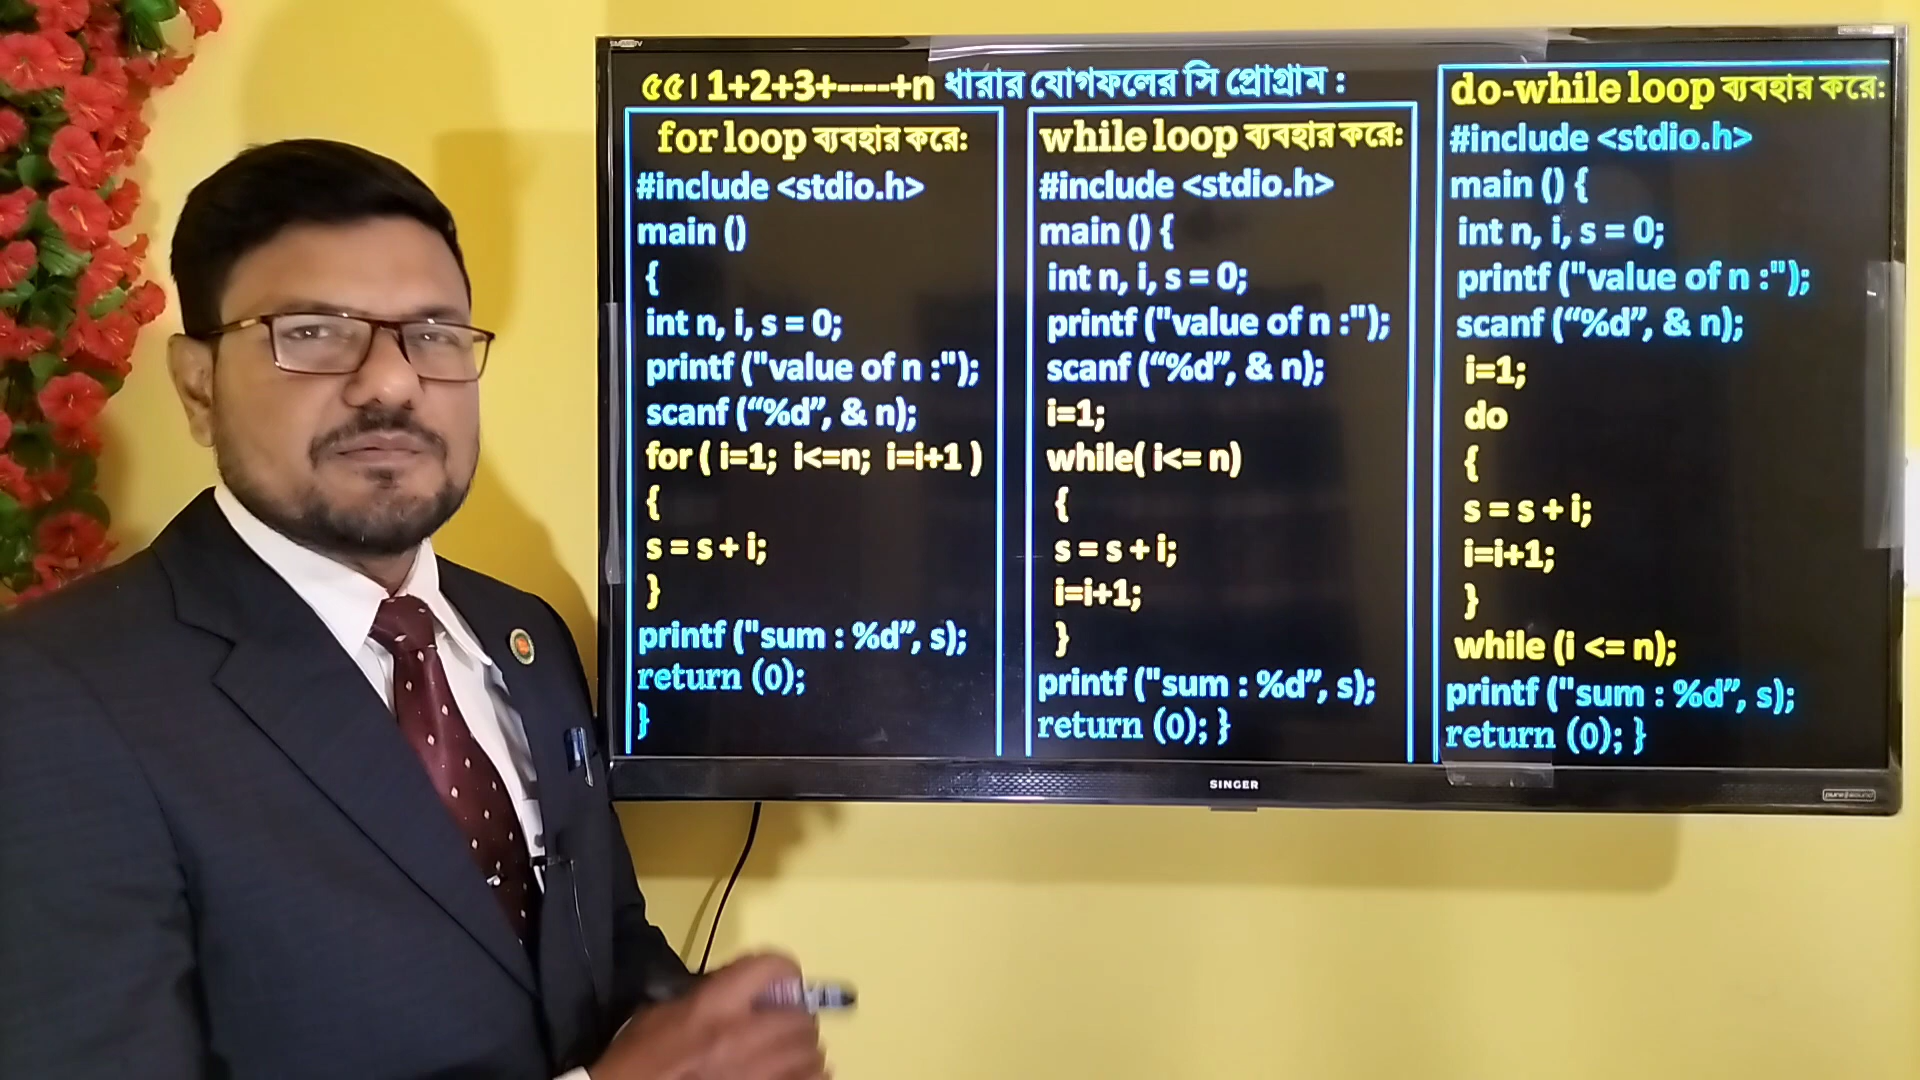 ৫৫। 1+2+3+----+n ধারার যোগফলের সি প্রোগ্রাম :
for loop ব্যবহার করে:
#include <stdio.h>
main ()
{
int n, i, s = 0;
printf ("value of n :");
scanf (“%d”, & n);
for ( i=1; i<=n; i=i+1 )
{
s = s + i;
}
printf ("sum : %d”, s);
return (0);
}
while loop ব্যবহার করে:
#include <stdio.h>
main () {
int n, i, s = 0;
printf ("value of n :");
scanf (“%d”, & n);
i=1;
while( i<= n)
{
s = s + i;
i=i+1;
}
printf ("sum : %d”, s);
return (0); }
do-while loop ব্যবহার করে:
#include <stdio.h>
main () {
int n, i, s = 0;
printf ("value of n :");
scanf (“%d”, & n);
i=1;
do
{
s = s + i;
i=i+1;
}
while (i <= n);
printf ("sum : %d”, s);
return (0); }
SINGER